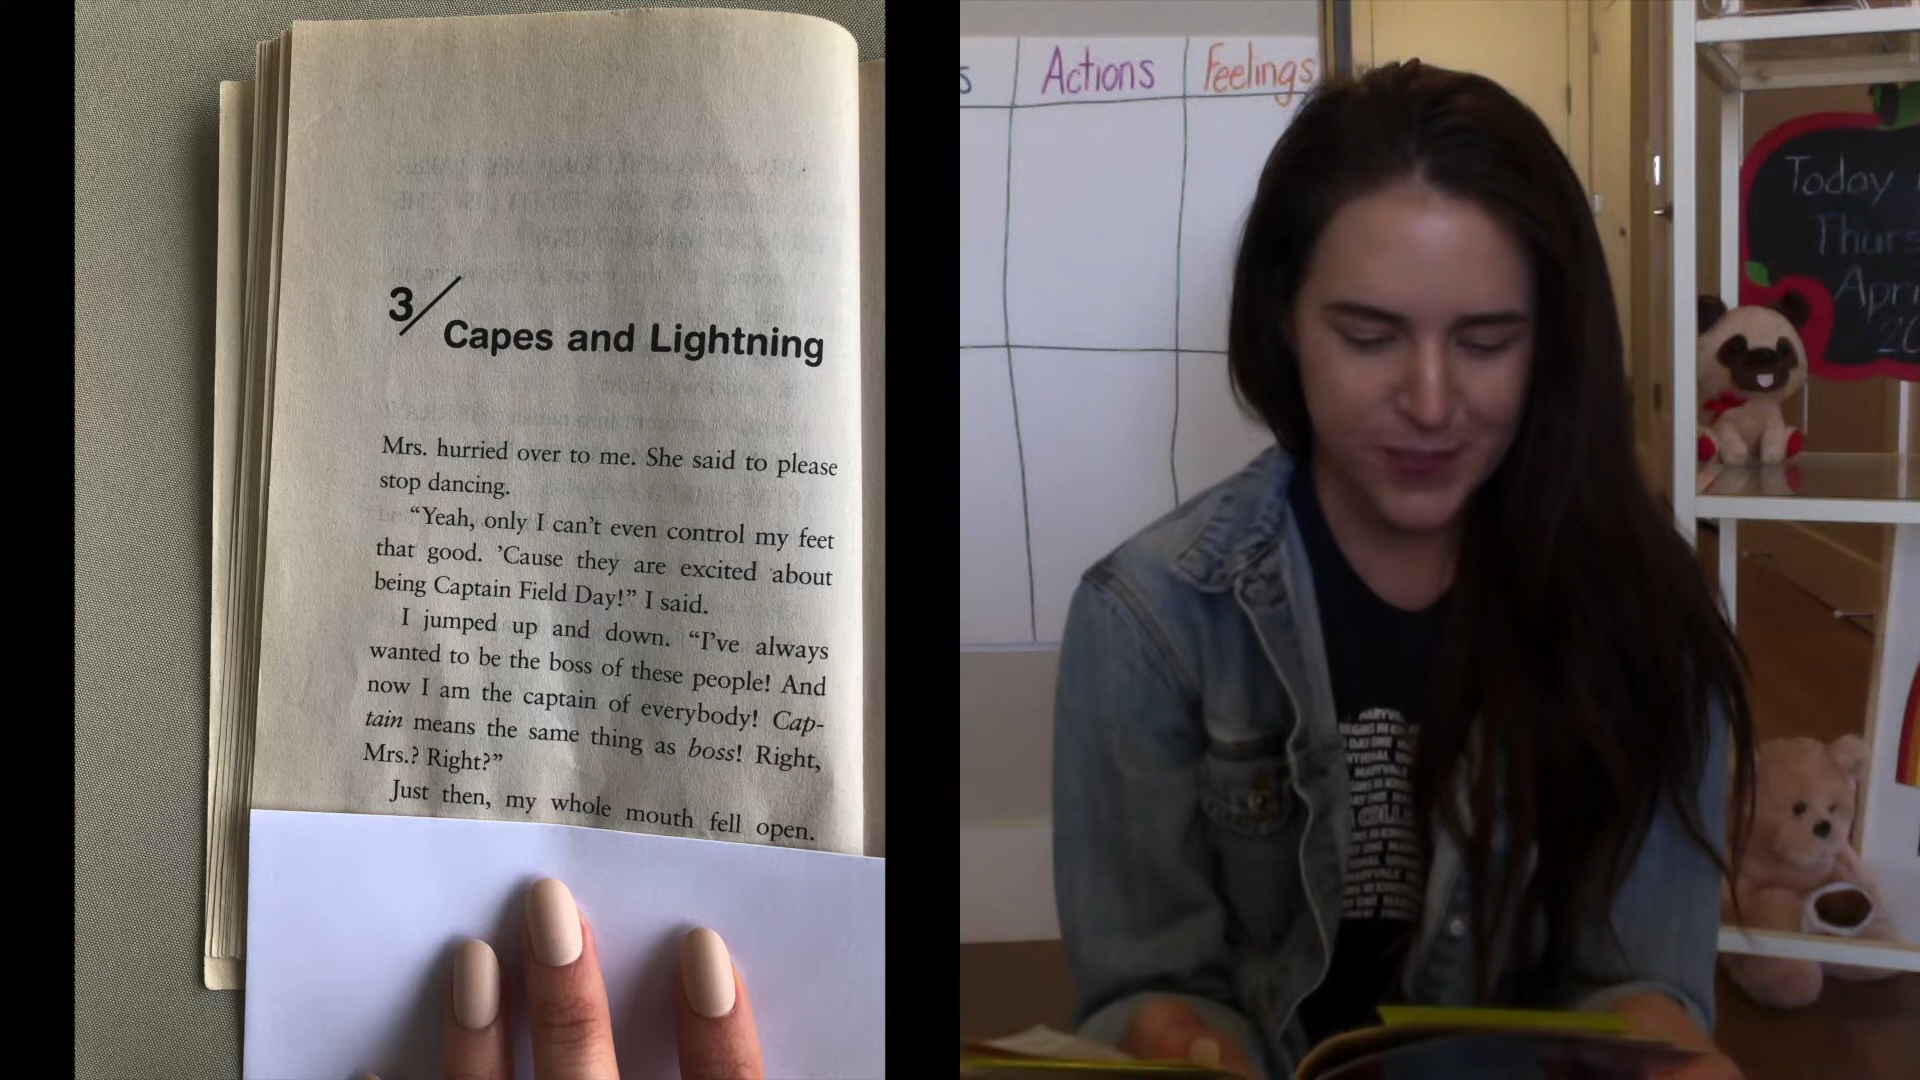 3/
Capes and Lightning
Mrs. hurried over to me. She said to please
stop dancing.
“Yeah, only I can’t even control my feet
that good. ’Cause they are excited about
being Captain Field Day!” I said.
I jumped up and down. “I’ve always
wanted to be the boss of these people! And
now I am the captain of everybody! Cap-
tain means the same thing as boss! Right,
Mrs.? Right?”
Just then, my whole mouth fell open.
Actions
Feelings
Today